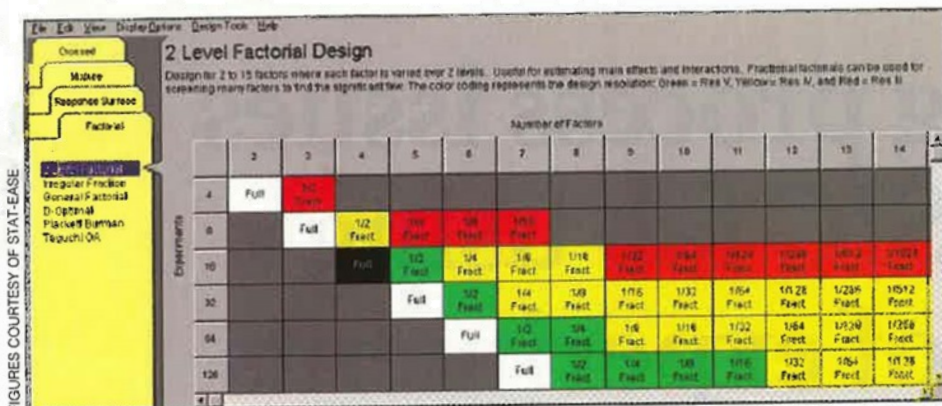 File Edit View Display Options Design Tools Help
Crossed
Mixture
Response Surface
Factorial
Irregular Fraction
General Factorial
D-Optimal
Plackett Burman
Taguchi OA
2 Level Factorial Design
Design for 2 to 15 factors where each factor is varied over 2 levels. Useful for estimating main effects and interactions. Fractional factorials can be used for
screening many factors to find the significant few. The color coding represents the design resolution: Green = Res V, Yellow = Res IV, and Red = Res III
Number of Factors
2 3 4 5 6 7 8 9 10 11 12 13 14
Experiments
4 Full 1/2 Fract.
8 Full 1/2 Fract. 1/4 Fract. 1/8 Fract. 1/16 Fract.
16 Full 1/2 Fract. 1/4 Fract. 1/8 Fract. 1/16 Fract. 1/32 Fract. 1/64 Fract. 1/128 Fract.
32 Full 1/2 Fract. 1/4 Fract. 1/8 Fract. 1/16 Fract. 1/32 Fract. 1/64 Fract. 1/128 Fract. 1/256 Fract. 1/512 Fract.
64 Full 1/2 Fract. 1/4 Fract. 1/8 Fract. 1/16 Fract. 1/32 Fract. 1/64 Fract. 1/128 Fract. 1/256 Fract.
128 Full 1/2 Fract. 1/4 Fract. 1/8 Fract. 1/16 Fract. 1/32 Fract. 1/64 Fract. 1/128 Fract.
FIGURES COURTESY OF STAT-EASE